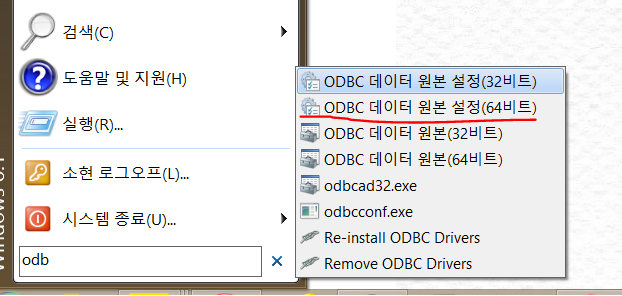 검색(C)
도움말 및 지원(H)
실행(R)...
소현 로그오프(L)...
시스템 종료(U)...
odb
ODBC 데이터 원본 설정(32비트)
ODBC 데이터 원본 설정(64비트)
ODBC 데이터 원본(32비트)
ODBC 데이터 원본(64비트)
odbcad32.exe
odbcconf.exe
Re-install ODBC Drivers
Remove ODBC Drivers